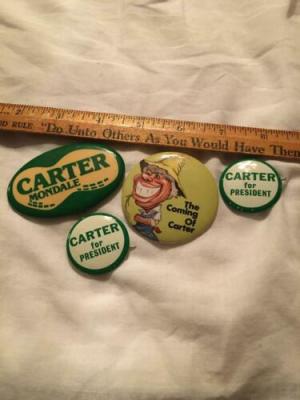 RULE "Do Unto Others As You Would Have Them
CARTER
MONDALE
The
Coming
Of
Carter
CARTER
for
PRESIDENT
CARTER
for
PRESIDENT